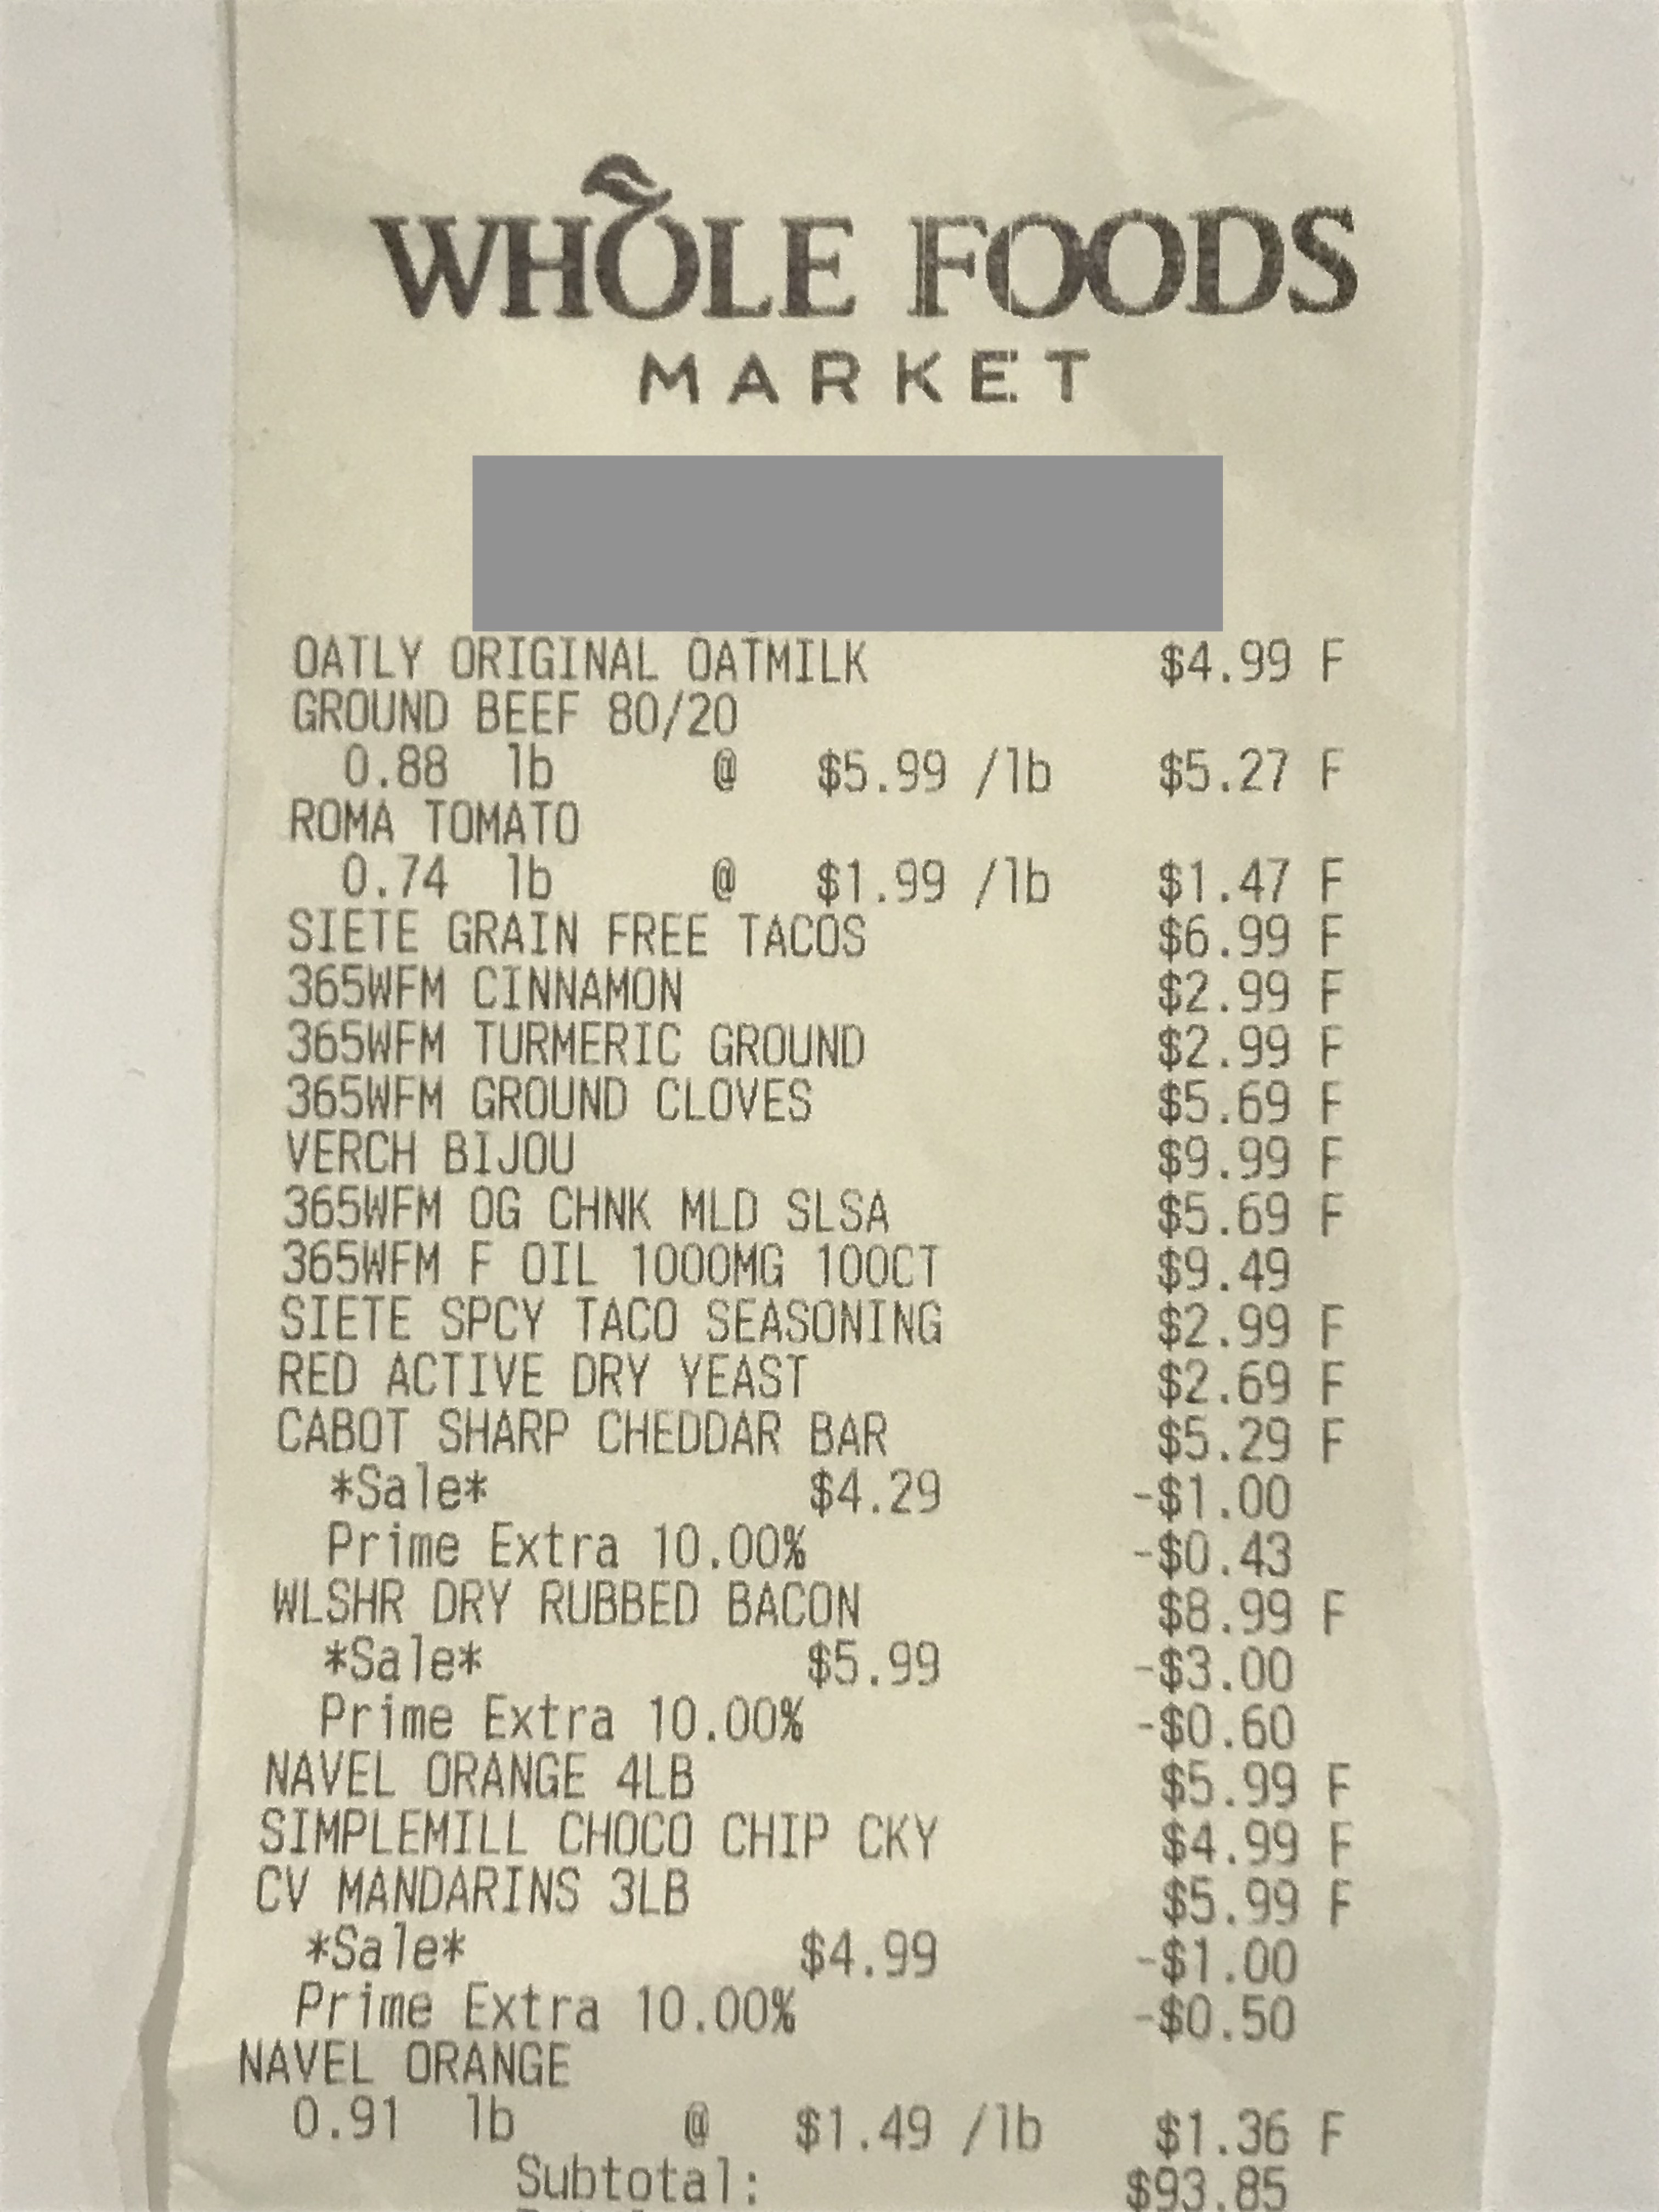 WHOLE FOODS
MARKET
OATLY ORIGINAL OATMILK $4.99 F
GROUND BEEF 80/20
0.88 lb @ $5.99 /lb $5.27 F
ROMA TOMATO
0.74 lb @ $1.99 /lb $1.47 F
SIETE GRAIN FREE TACOS $6.99 F
365WFM CINNAMON $2.99 F
365WFM TURMERIC GROUND $2.99 F
365WFM GROUND CLOVES $5.69 F
VERCH BIJOU $9.99 F
365WFM OG CHNK MLD SLSA $5.69 F
365WFM F OIL 1000MG 100CT $9.49
SIETE SPCY TACO SEASONING $2.99 F
RED ACTIVE DRY YEAST $2.69 F
CABOT SHARP CHEDDAR BAR $5.29 F
*Sale* $4.29 -$1.00
Prime Extra 10.00% -$0.43
WLSHR DRY RUBBED BACON $8.99 F
*Sale* $5.99 -$3.00
Prime Extra 10.00% -$0.60
NAVEL ORANGE 4LB $5.99 F
SIMPLEMILL CHOCO CHIP CKY $4.99 F
CV MANDARINS 3LB $5.99 F
*Sale* $4.99 -$1.00
Prime Extra 10.00% -$0.50
NAVEL ORANGE
0.91 lb @ $1.49 /lb $1.36 F
Subtotal: $93.85